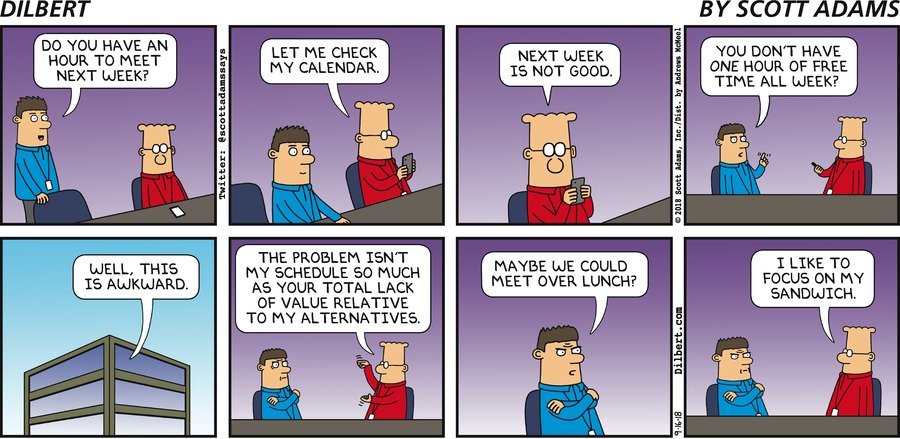 DILBERT
BY SCOTT ADAMS
DO YOU HAVE AN
HOUR TO MEET
NEXT WEEK?
Twitter: @scottadamssays
LET ME CHECK
MY CALENDAR.
NEXT WEEK
IS NOT GOOD.
© 2018 Scott Adams, Inc./Dist. by Andrews McMeel
YOU DON'T HAVE
ONE HOUR OF FREE
TIME ALL WEEK?
WELL, THIS
IS AWKWARD.
THE PROBLEM ISN'T
MY SCHEDULE SO MUCH
AS YOUR TOTAL LACK
OF VALUE RELATIVE
TO MY ALTERNATIVES.
MAYBE WE COULD
MEET OVER LUNCH?
9-16-18 Dilbert.com
I LIKE TO
FOCUS ON MY
SANDWICH.